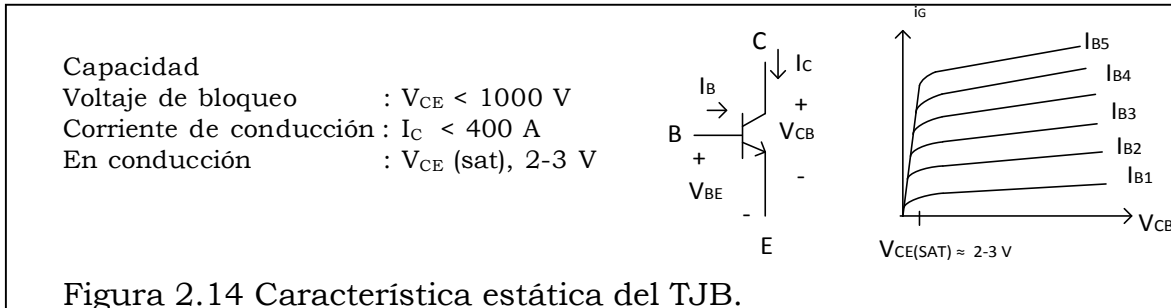 Capacidad
Voltaje de bloqueo : VCE < 1000 V
Corriente de conducción : IC < 400 A
En conducción : VCE (sat), 2-3 V
C
IC
IB
+
B
VCB
+
VBE
-
-
E
iG
IB5
IB4
IB3
IB2
IB1
VCB
VCE(SAT) ≈ 2-3 V
Figura 2.14 Característica estática del TJB.